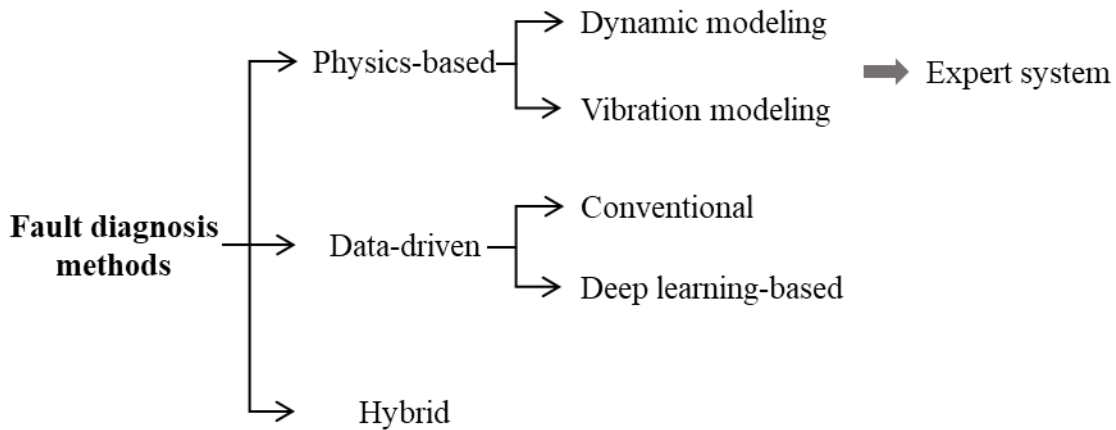 Fault diagnosis
methods
Physics-based
Dynamic modeling
Vibration modeling
Expert system
Data-driven
Conventional
Deep learning-based
Hybrid